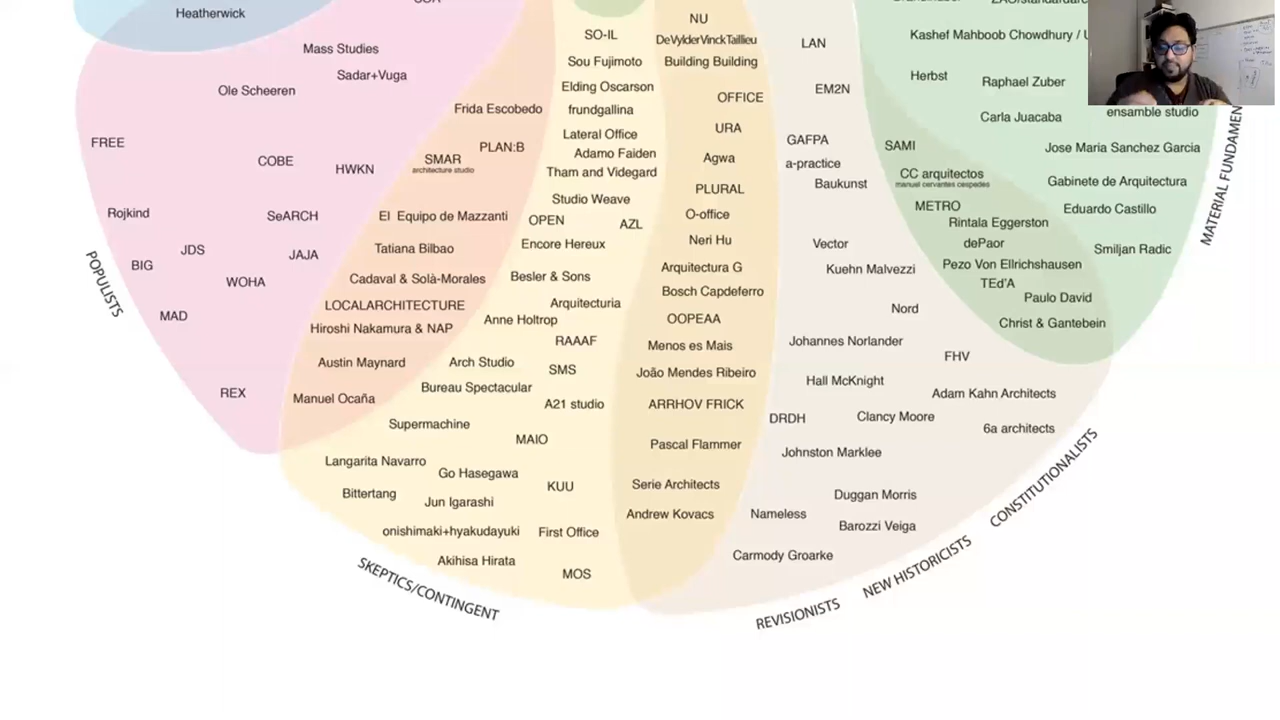 Heatherwick
Mass Studies
Sadar+Vuga
Ole Scheeren
FREE
COBE
HWKN
Rojkind
SeARCH
JDS
JAJA
BIG
WOHA
MAD
REX
POPULISTS
Frida Escobedo
PLAN:B
SMAR
architecture studio
El Equipo de Mazzanti
Tatiana Bilbao
Cadaval & Solà-Morales
LOCALARCHITECTURE
Hiroshi Nakamura & NAP
Austin Maynard
Manuel Ocaña
SO-IL
Sou Fujimoto
Elding Oscarson
frundgallina
Lateral Office
Adamo Faiden
Tham and Videgard
Studio Weave
OPEN
AZL
Encore Hereux
Besler & Sons
Arquitecturia
Anne Holtrop
RAAAF
Arch Studio
SMS
Bureau Spectacular
A21 studio
Supermachine
MAIO
Langarita Navarro
Go Hasegawa
KUU
Bittertang
Jun Igarashi
onishimaki+hyakudayuki
First Office
Akihisa Hirata
MOS
SKEPTICS/CONTINGENT
NU
DeVylderVinckTaillieu
Building Building
OFFICE
URA
Agwa
PLURAL
O-office
Neri Hu
Arquitectura G
Bosch Capdeferro
OOPEAA
Menos es Mais
João Mendes Ribeiro
ARRHOV FRICK
Pascal Flammer
Serie Architects
Andrew Kovacs
LAN
EM2N
GAFPA
a-practice
Baukunst
Vector
Kuehn Malvezzi
Nord
Johannes Norlander
FHV
Hall McKnight
Adam Kahn Architects
DRDH
Clancy Moore
6a architects
Johnston Marklee
Duggan Morris
Nameless
Barozzi Veiga
Carmody Groarke
REVISIONISTS
NEW HISTORICISTS
CONSTITUTIONALISTS
Kashef Mahboob Chowdhury /
Herbst
Raphael Zuber
Carla Juacaba
ensamble studio
SAMI
Jose Maria Sanchez Garcia
CC arquitectos
manuel cervantes cespedes
Gabinete de Arquitectura
METRO
Eduardo Castillo
Rintala Eggerston
dePaor
Smiljan Radic
Pezo Von Ellrichshausen
TEd'A
Paulo David
Christ & Gantebein
MATERIAL FUNDAMEN